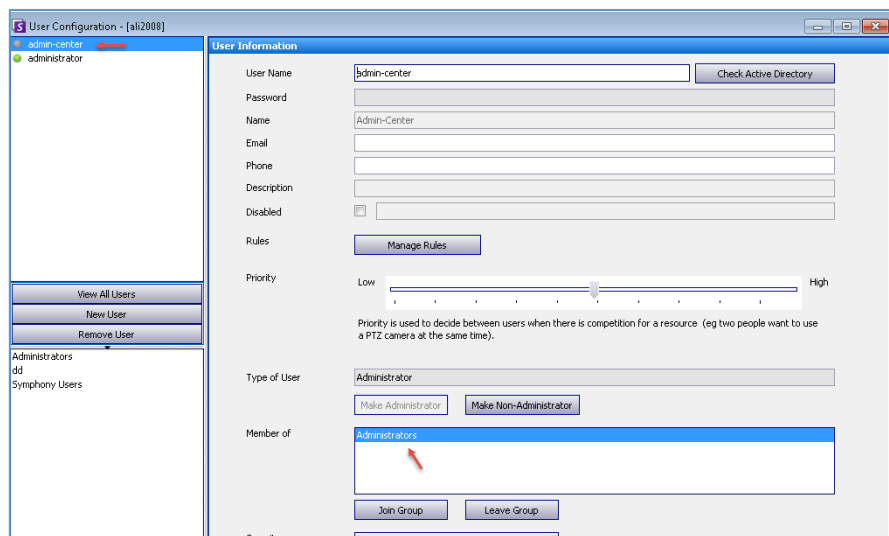 User Configuration - [ali2008]
admin-center
administrator
View All Users
New User
Remove User
Administrators
dd
Symphony Users
User Information
User Name
admin-center
Check Active Directory
Password
Name
Admin-Center
Email
Phone
Description
Disabled
Rules
Manage Rules
Priority
Low
High
Priority is used to decide between users when there is competition for a resource (eg two people want to use
a PTZ camera at the same time).
Type of User
Administrator
Make Administrator
Make Non-Administrator
Member of
Administrators
Join Group
Leave Group